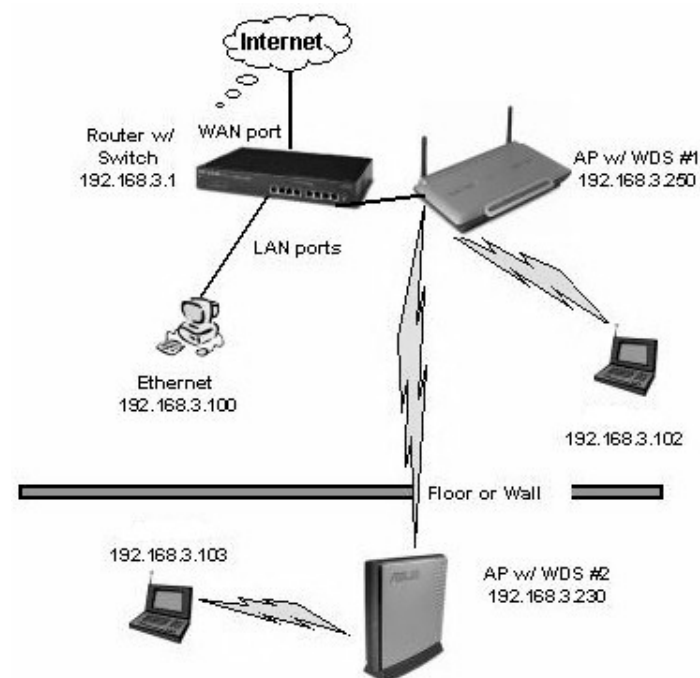 Internet
WAN port
Router w/
Switch
192.168.3.1
AP w/ WDS #1
192.168.3.250
LAN ports
Ethernet
192.168.3.100
192.168.3.102
Floor or Wall
192.168.3.103
ASUS
AP w/ WDS #2
192.168.3.230